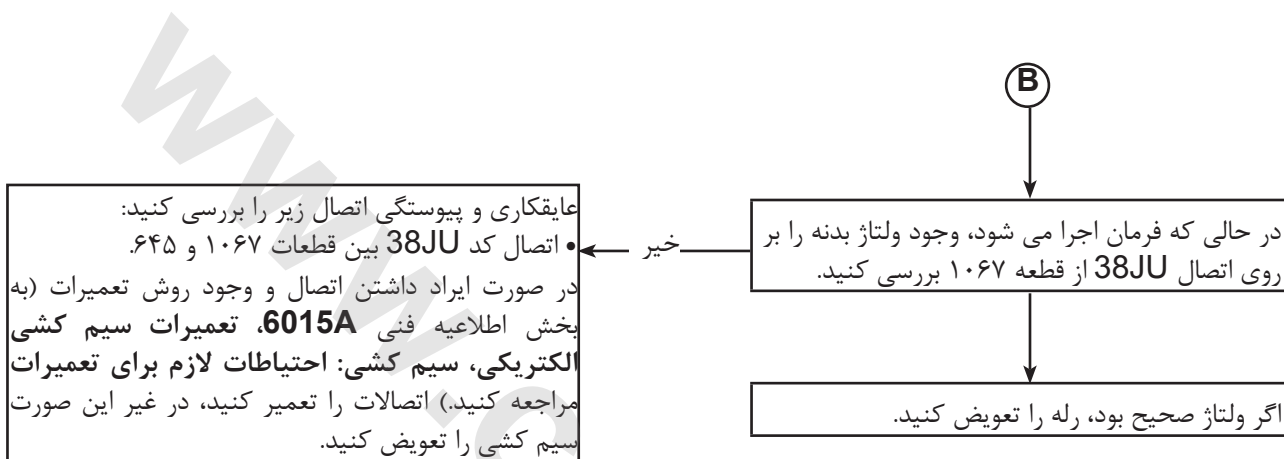 B
در حالی که فرمان اجرا می شود، وجود ولتاژ بدنه را بر
روی اتصال 38JU از قطعه ۱۰۶۷ بررسی کنید.
خیر
عایقکاری و پیوستگی اتصال زیر را بررسی کنید:
• اتصال کد 38JU بین قطعات ۱۰۶۷ و ۶۴۵.
در صورت ایراد داشتن اتصال و وجود روش تعمیرات (به
بخش اطلاعیه فنی 6015A، تعمیرات سیم کشی
الکتریکی، سیم کشی: احتیاطات لازم برای تعمیرات
مراجعه کنید.) اتصالات را تعمیر کنید، در غیر این صورت
سیم کشی را تعویض کنید.
اگر ولتاژ صحیح بود، رله را تعویض کنید.